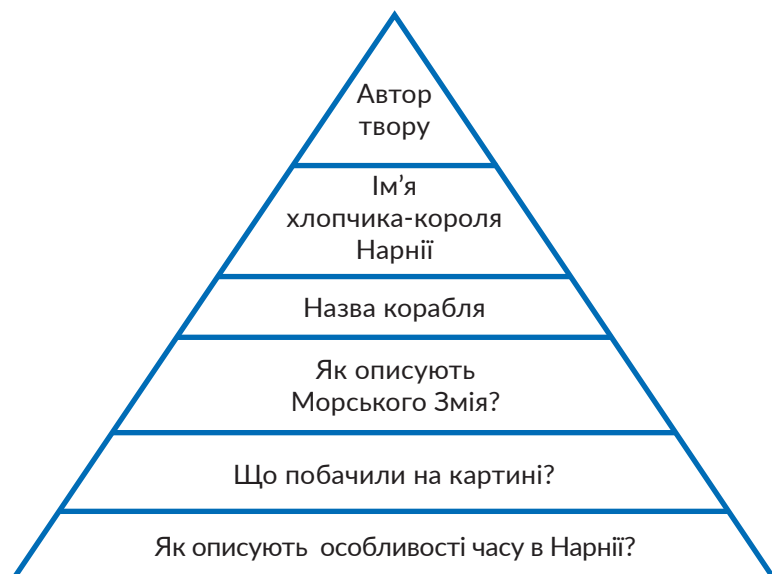 Автор
твору
Ім’я
хлопчика-короля
Нарнії
Назва корабля
Як описують
Морського Змія?
Що побачили на картині?
Як описують особливості часу в Нарнії?